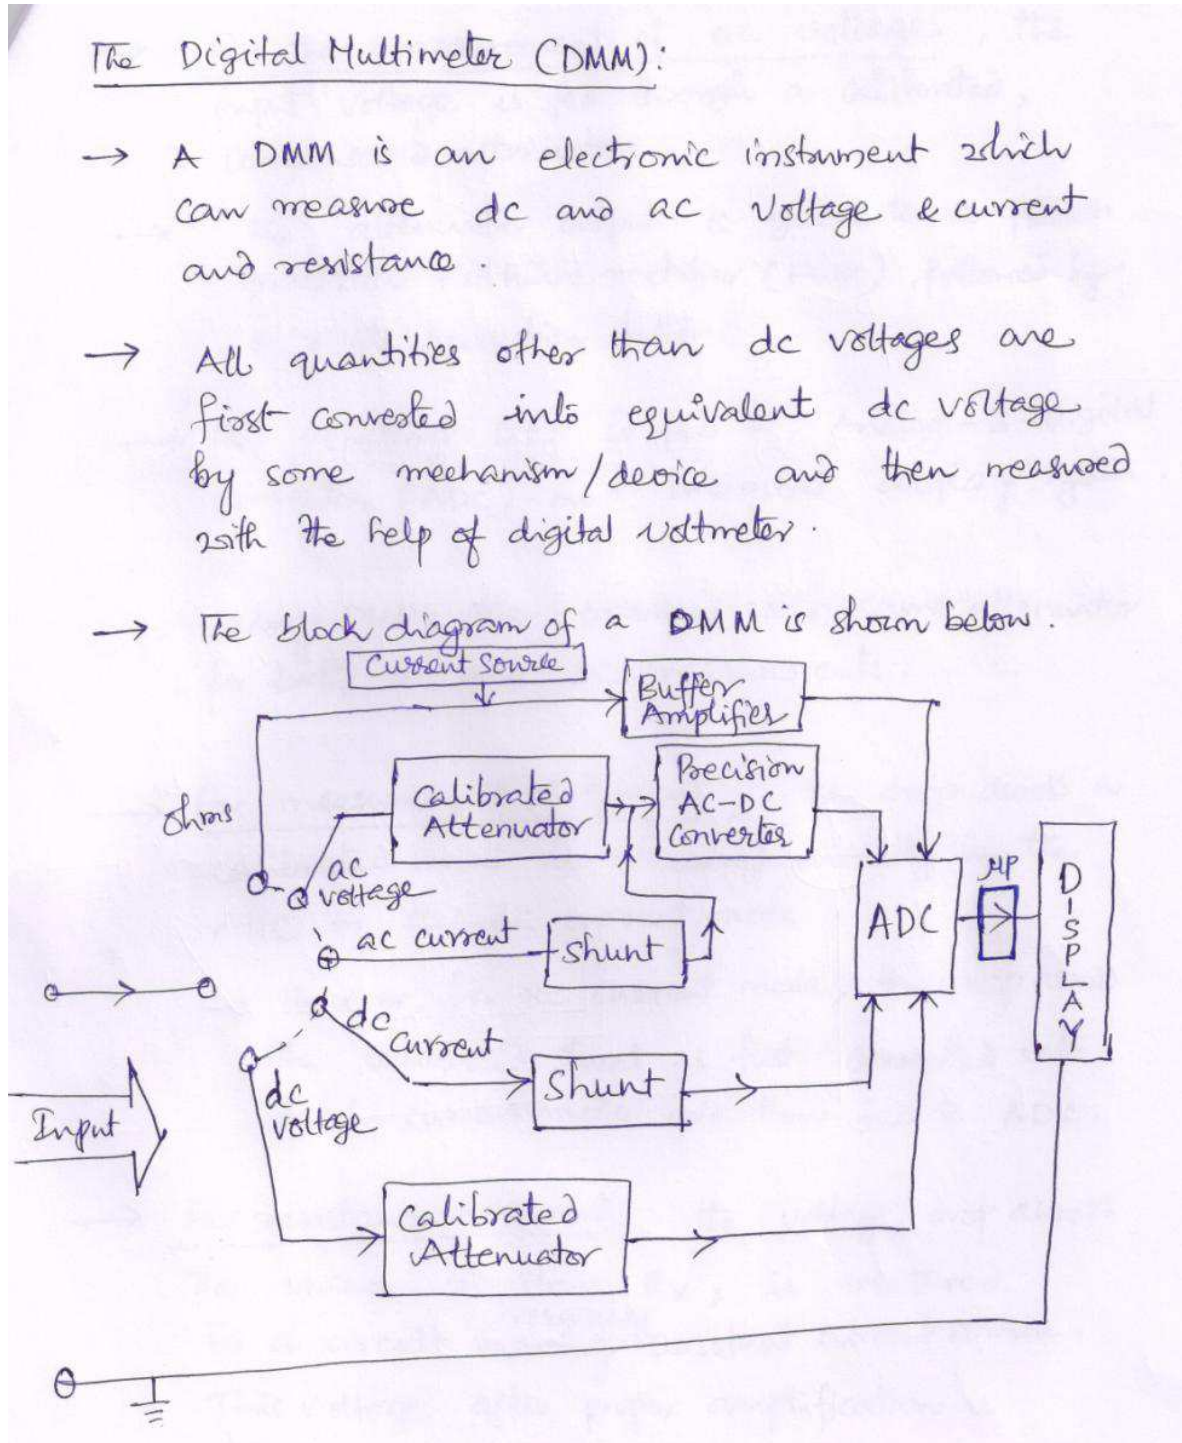 The Digital Multimeter (DMM):
→ A DMM is an electronic instrument which
can measure dc and ac voltage & current
and resistance.
→ All quantities other than dc voltages are
first converted into equivalent dc voltage
by some mechanism/device and then measured
with the help of digital voltmeter.
→ The block diagram of a DMM is shown below.
Current source
Buffer
Amplifier
Precision
AC-DC
Converter
Calibrated
Attenuator
ohms
ac
voltage
μP
DISPLAY
ADC
ac current
Shunt
dc
current
Shunt
dc
voltage
Input
Calibrated
Attenuator